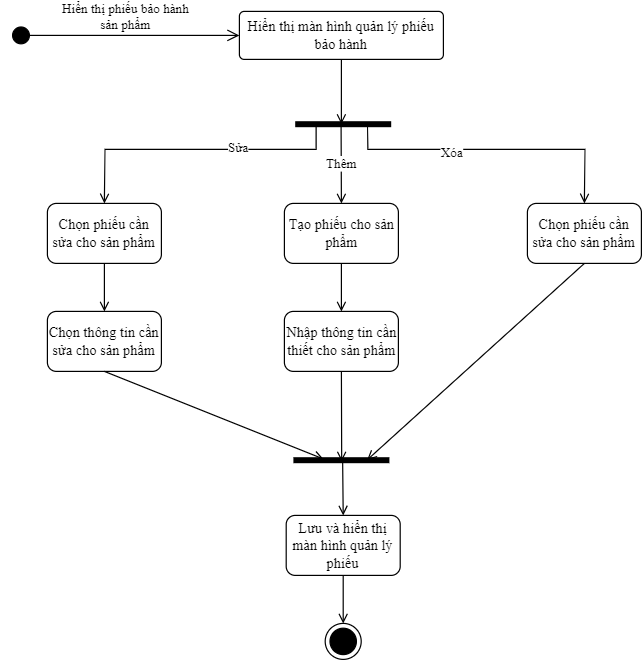 Hiển thị phiếu bảo hành
sản phẩm
Hiển thị màn hình quản lý phiếu
bảo hành
Sửa
Thêm
Xóa
Chọn phiếu cần
sửa cho sản phẩm
Tạo phiếu cho sản
phẩm
Chọn phiếu cần
sửa cho sản phẩm
Chọn thông tin cần
sửa cho sản phẩm
Nhập thông tin cần
thiết cho sản phẩm
Lưu và hiển thị
màn hình quản lý
phiếu